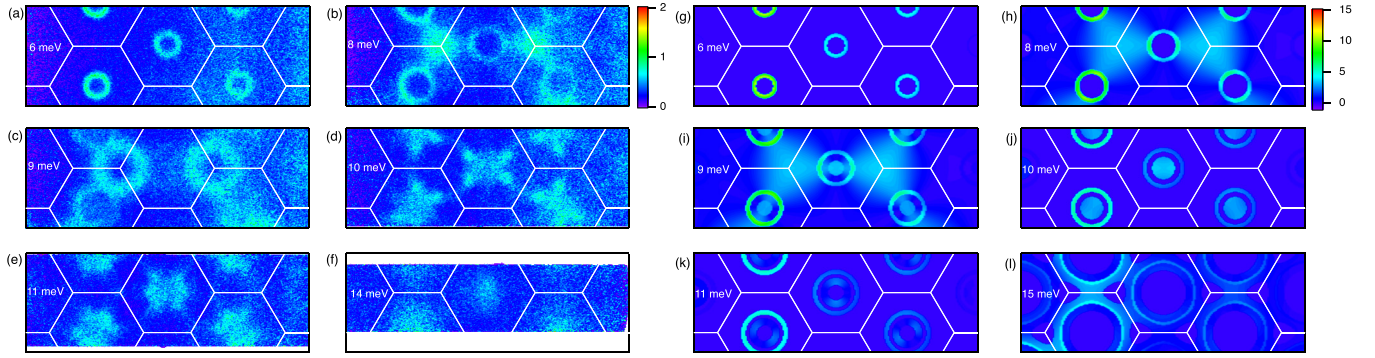 (a)
6 meV
(b)
8 meV
2
1
0
(g)
6 meV
(h)
8 meV
15
10
5
0
(c)
9 meV
(d)
10 meV
(i)
9 meV
(j)
10 meV
(e)
11 meV
(f)
14 meV
(k)
11 meV
(l)
15 meV